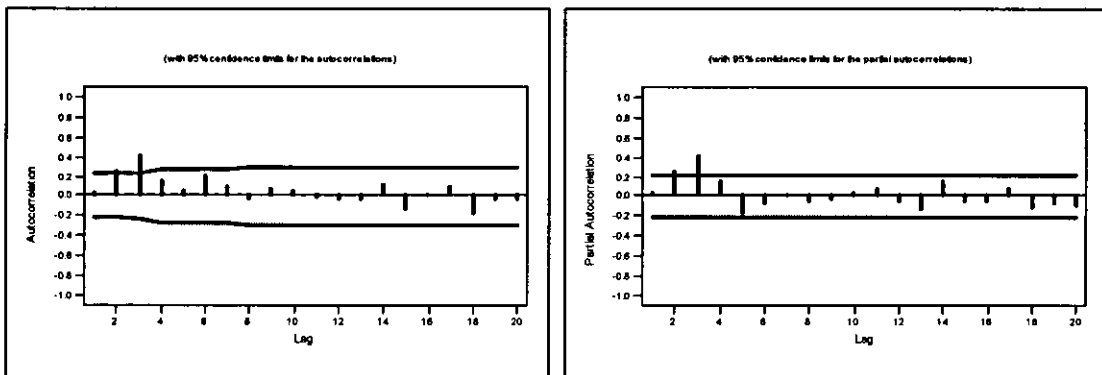 (with 95% confidence limits for the autocorrelations)
1.0
0.8
0.6
0.4
0.2
0.0
-0.2
-0.4
-0.6
-0.8
-1.0
Autocorrelation
2 4 6 8 10 12 14 16 18 20
Lag
(with 95% confidence limits for the partial autocorrelations)
1.0
0.8
0.6
0.4
0.2
0.0
-0.2
-0.4
-0.6
-0.8
-1.0
Partial Autocorrelation
2 4 6 8 10 12 14 16 18 20
Lag